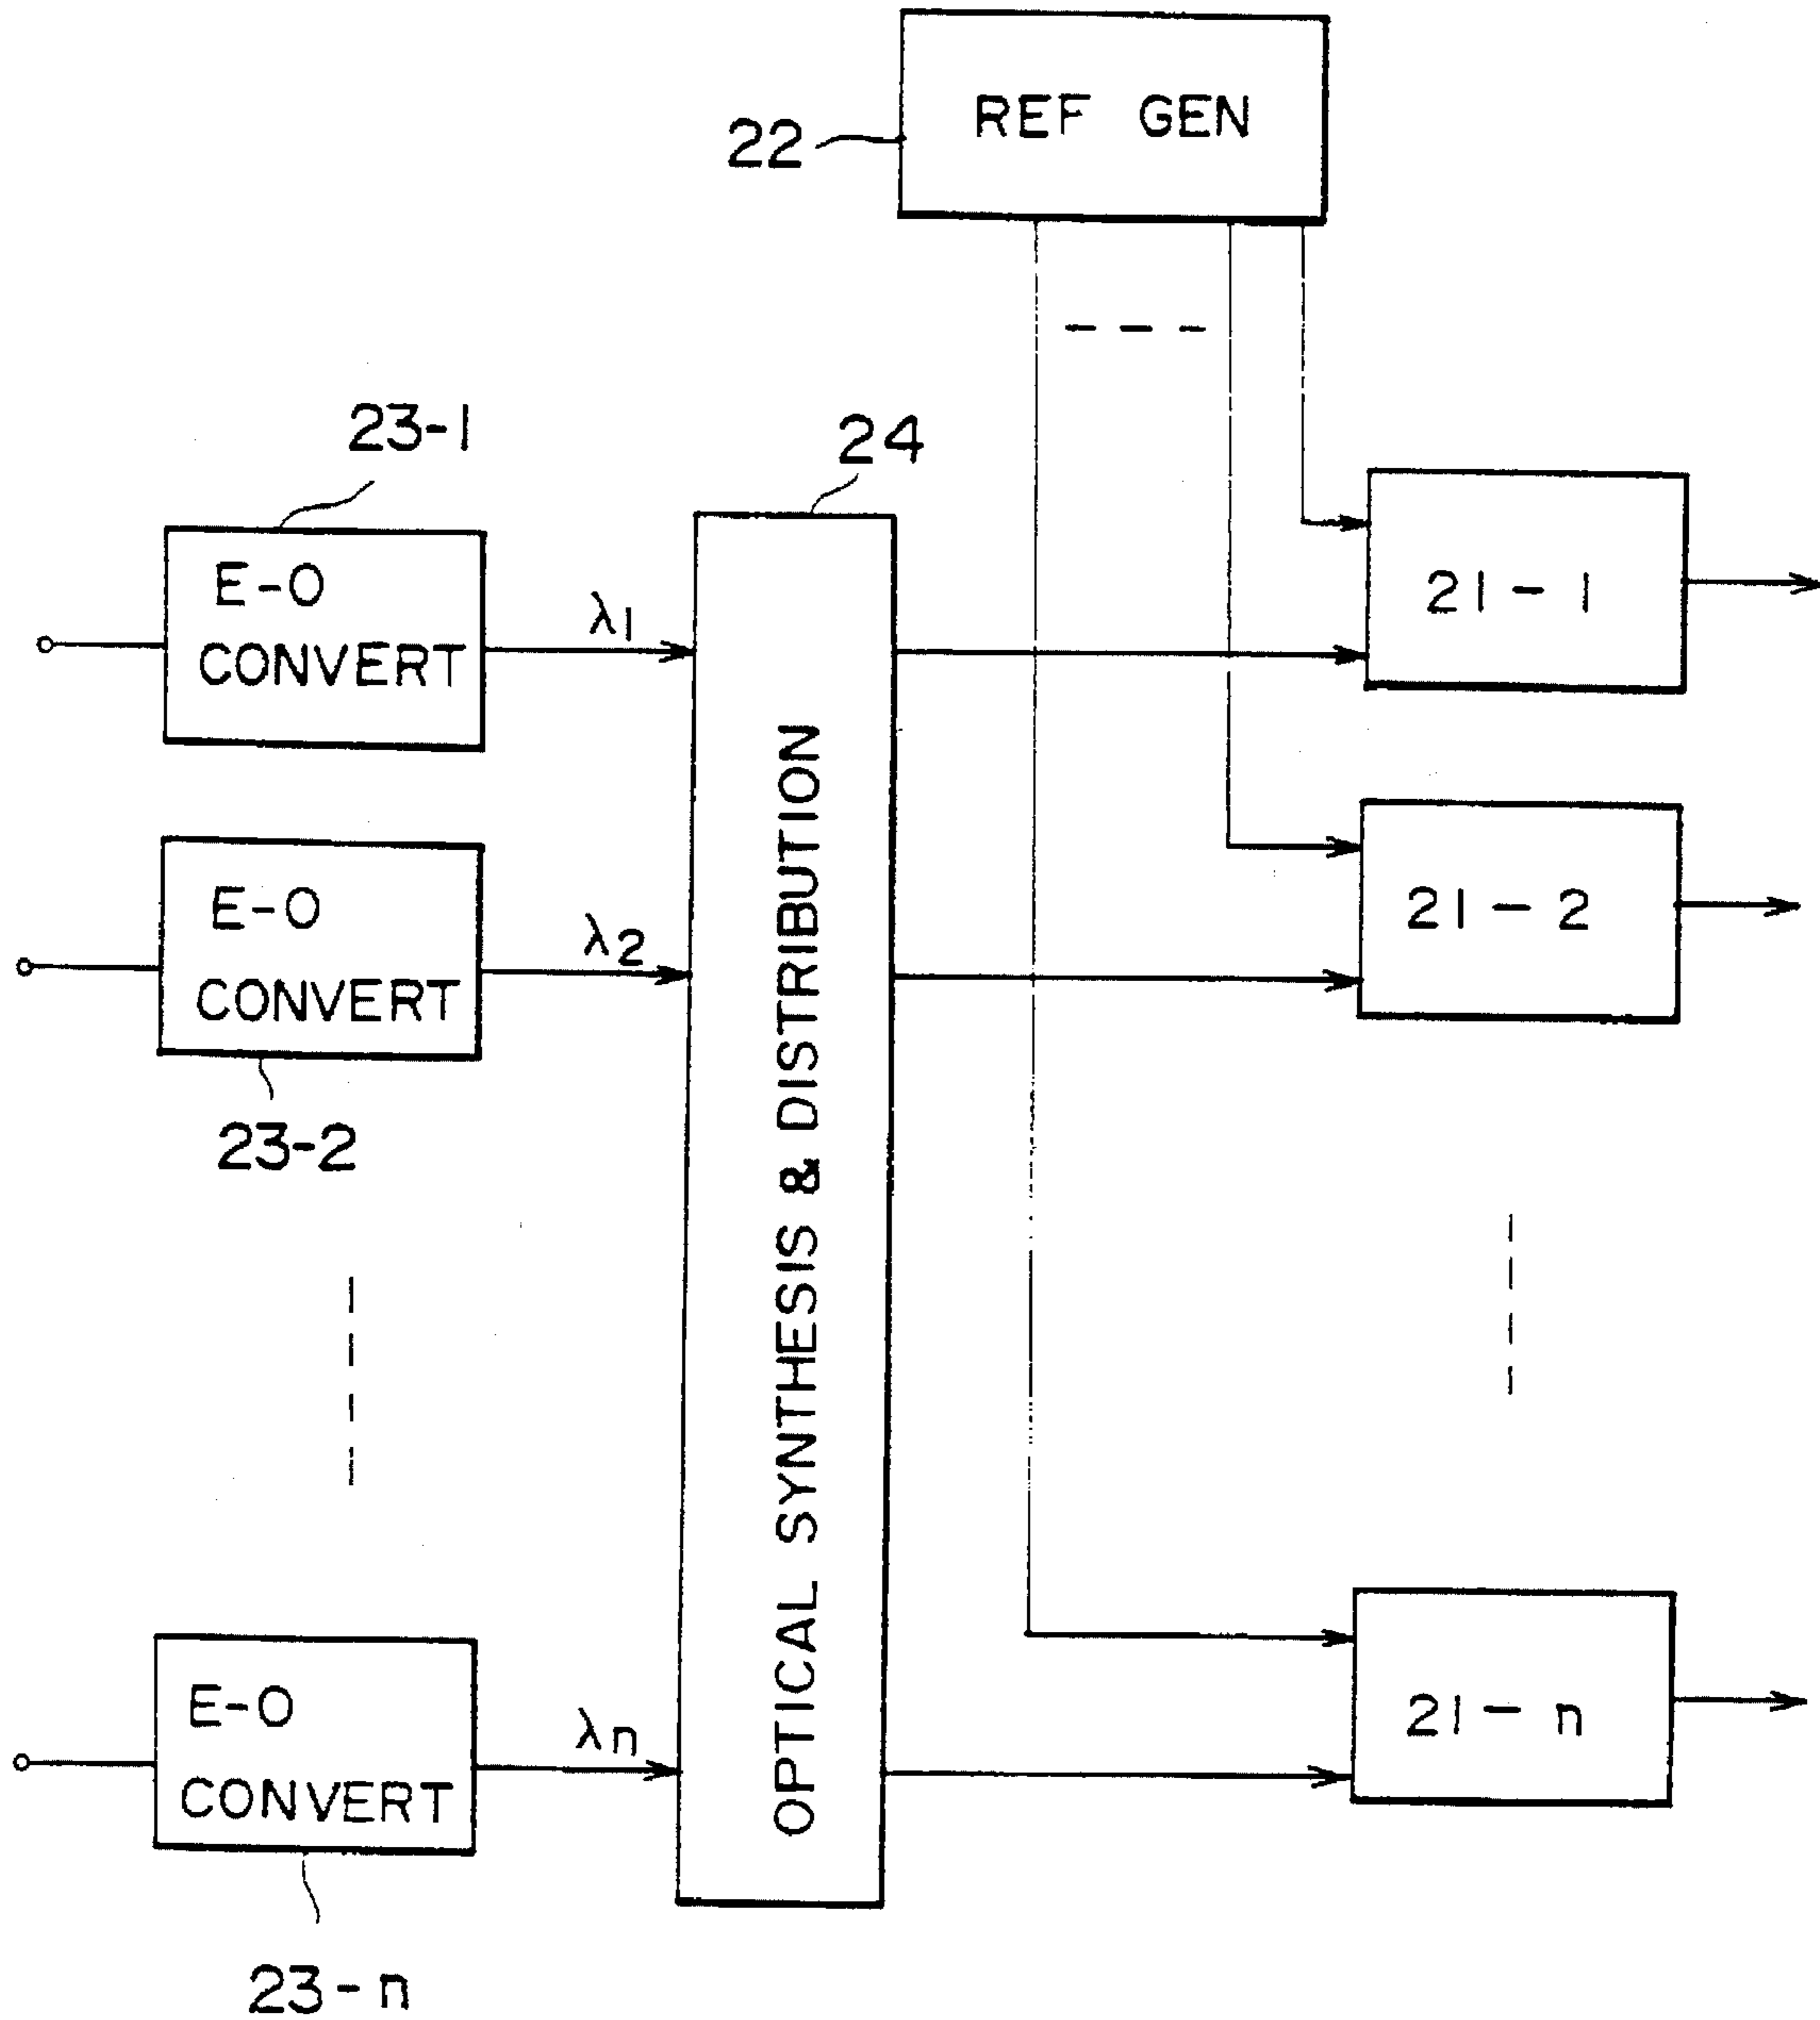 REF GEN
22
23-1
24
E-O
CONVERT
λ1
21-1
E-O
CONVERT
λ2
21-2
23-2
OPTICAL SYNTHESIS & DISTRIBUTION
E-O
CONVERT
λn
21-n
23-n